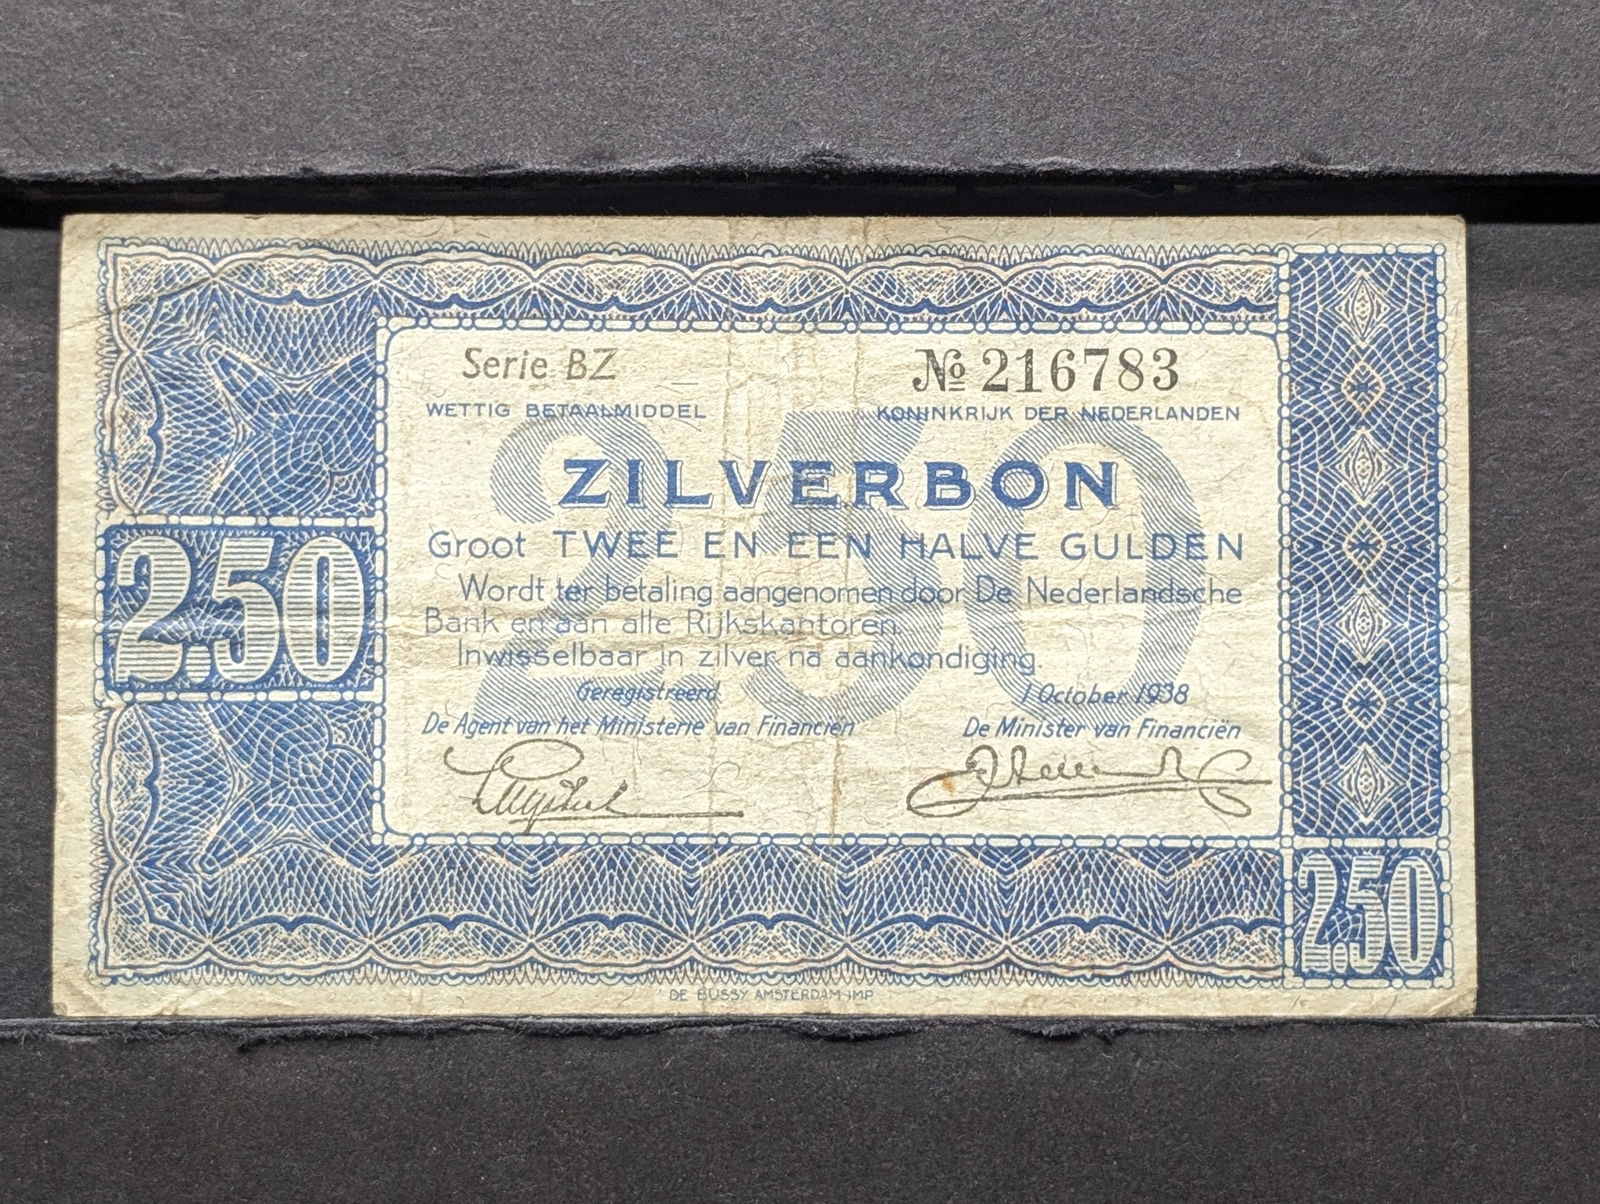 Serie BZ № 216783
WETTIG BETAALMIDDEL KONINKRIJK DER NEDERLANDEN
250
ZILVERBON
Groot TWEE EN EEN HALVE GULDEN
2.50
Wordt ter betaling aangenomen door De Nederlandsche
Bank en aan alle Rijkskantoren.
Inwisselbaar in zilver na aankondiging.
Geregistreerd 1 October 1938
De Agent van het Ministerie van Financiën De Minister van Financiën
2.50
DE BUSSY AMSTERDAM IMP